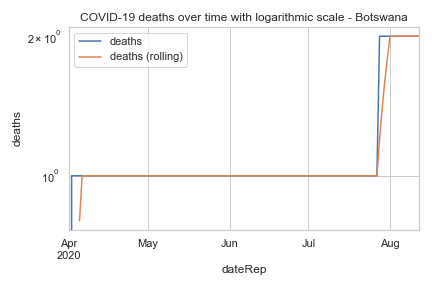 COVID-19 deaths over time with logarithmic scale - Botswana
deaths
deaths (rolling)
2 × 10⁰
10⁰
deaths
Apr May Jun Jul Aug
2020
dateRep